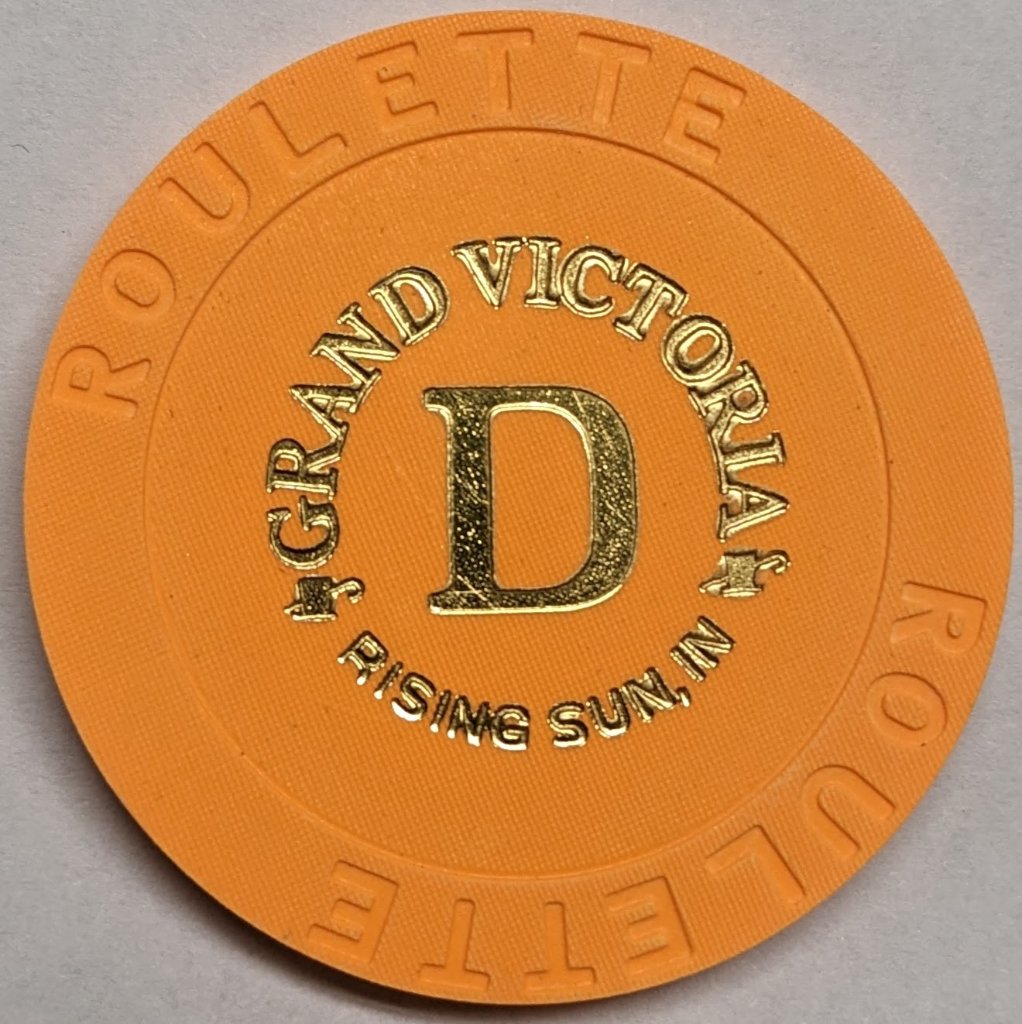 ROULETTE
GRAND VICTORIA
D
RISING SUN, IN
ROULETTE